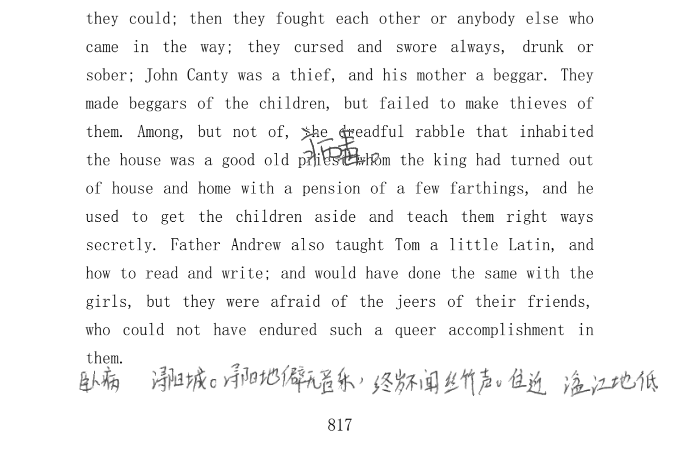 they could; then they fought each other or anybody else who
came in the way; they cursed and swore always, drunk or
sober; John Canty was a thief, and his mother a beggar. They
made beggars of the children, but failed to make thieves of
them. Among, but not of, the dreadful rabble that inhabited
the house was a good old priest whom the king had turned out
of house and home with a pension of a few farthings, and he
used to get the children aside and teach them right ways
secretly. Father Andrew also taught Tom a little Latin, and
how to read and write; and would have done the same with the
girls, but they were afraid of the jeers of their friends,
who could not have endured such a queer accomplishment in
them.
卧病 浔阳城。浔阳地僻无音乐，终岁不闻丝竹声。住近 湓江地低
817